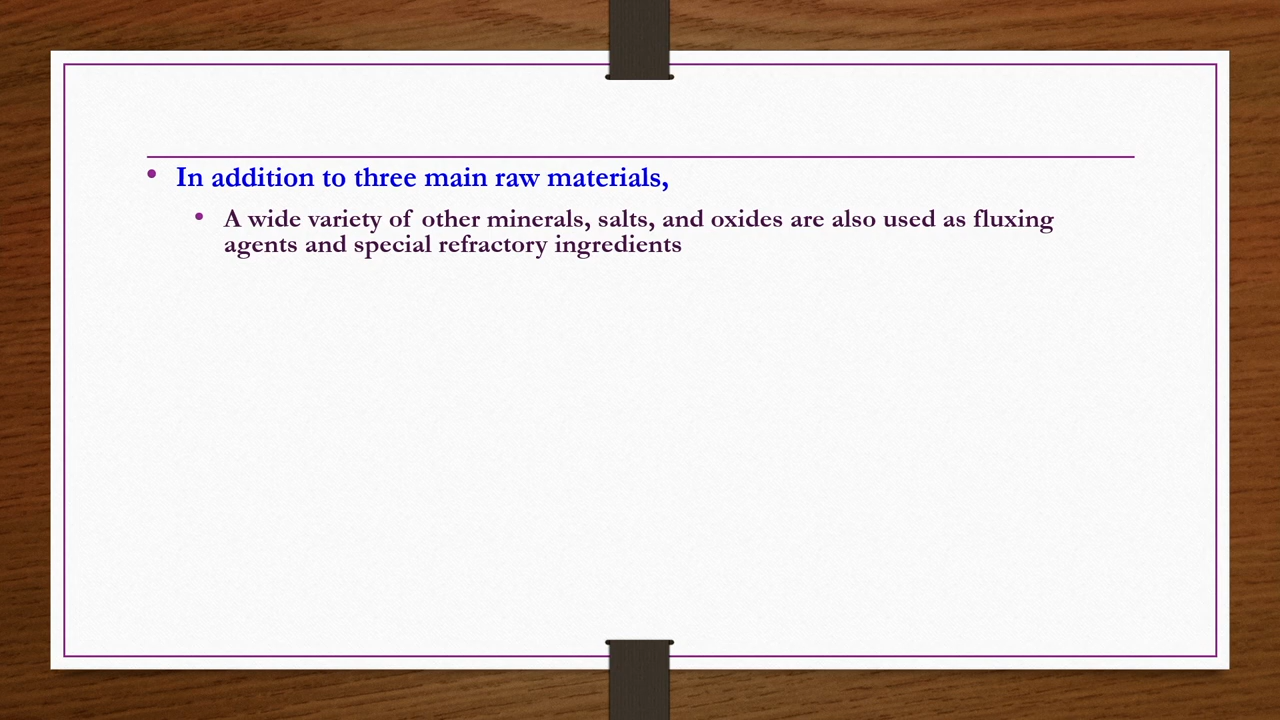 • In addition to three main raw materials,
• A wide variety of other minerals, salts, and oxides are also used as fluxing
agents and special refractory ingredients